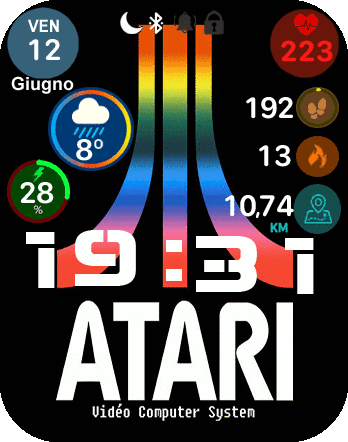 VEN
12
Giugno
223
8°
192
13
28
%
10,74
KM
19:31
ATARI
Vidéo Computer System